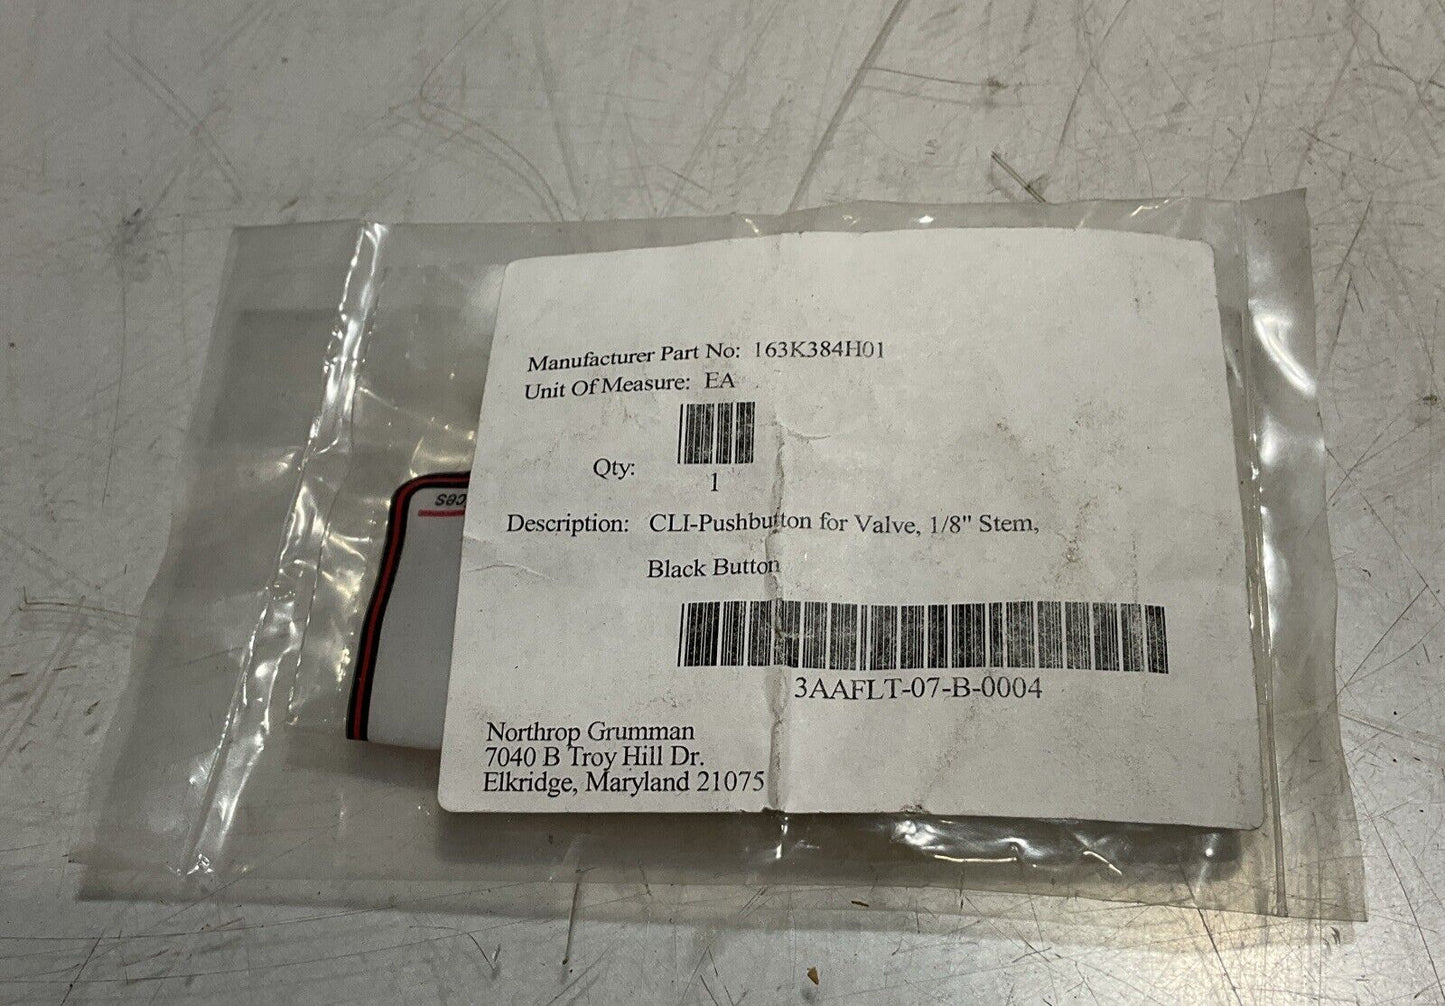 Manufacturer Part No: 163K384H01
Unit Of Measure: EA
Qty:
1
Description: CLI-Pushbutton for Valve, 1/8" Stem,
Black Button
3AAFLT-07-B-0004
Northrop Grumman
7040 B Troy Hill Dr.
Elkridge, Maryland 21075